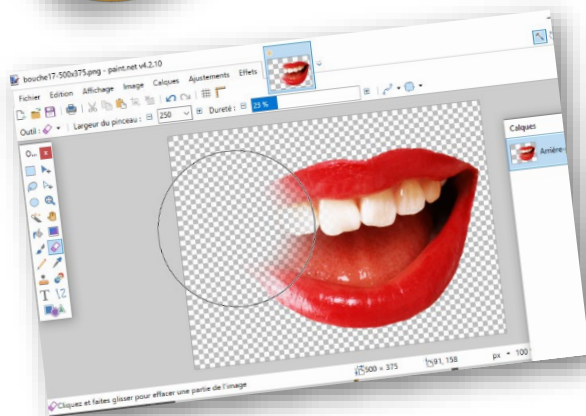 bouche17-500x375.png - paint.net v4.2.10
Fichier Edition Affichage Image Calques Ajustements Effets
Outil : Largeur du pinceau : 250 Dureté : 25 %
O...
Calques
Arrière-
T
Cliquez et faites glisser pour effacer une partie de l'image
500 × 375
91, 158
px
100